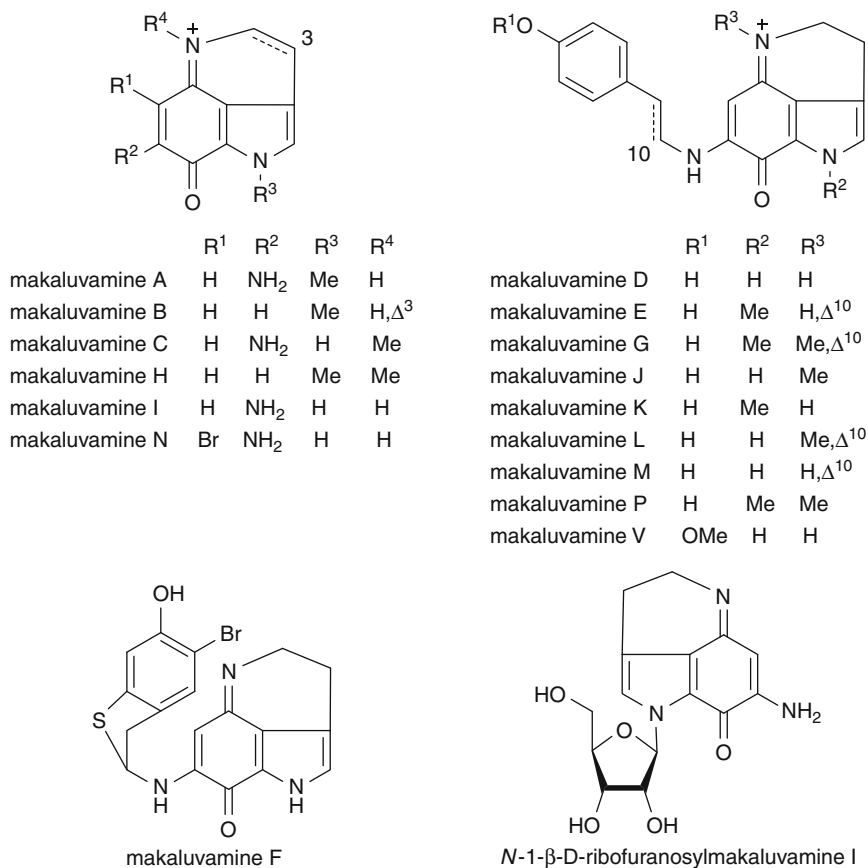 R⁴
N
+
3
R¹
R²
O
N
R³
R¹ R² R³ R⁴
makaluvamine A H NH₂ Me H
makaluvamine B H H Me H,Δ³
makaluvamine C H NH₂ H Me
makaluvamine H H H Me Me
makaluvamine I H NH₂ H H
makaluvamine N Br NH₂ H H
R¹O
R³
+
N
10
N
H
O
N
R²
R¹ R² R³
makaluvamine D H H H
makaluvamine E H Me H,Δ¹⁰
makaluvamine G H Me Me,Δ¹⁰
makaluvamine J H H Me
makaluvamine K H Me H
makaluvamine L H H Me,Δ¹⁰
makaluvamine M H H H,Δ¹⁰
makaluvamine P H Me Me
makaluvamine V OMe H H
OH
Br
S
N
N
H
O
N
H
makaluvamine F
N
HO
N
NH₂
O
O
HO
OH
N-1-β-D-ribofuranosylmakaluvamine I